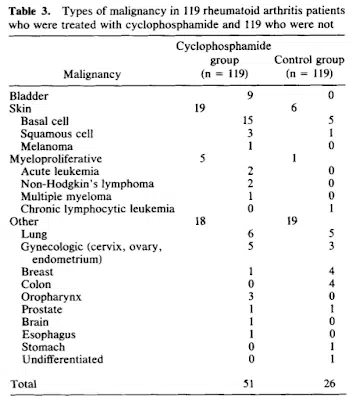 Table 3. Types of malignancy in 119 rheumatoid arthritis patients
who were treated with cyclophosphamide and 119 who were not
Cyclophosphamide
group Control group
Malignancy (n = 119) (n = 119)
Bladder 9 0
Skin 19 6
Basal cell 15 5
Squamous cell 3 1
Melanoma 1 0
Myeloproliferative 5 1
Acute leukemia 2 0
Non-Hodgkin's lymphoma 2 0
Multiple myeloma 1 0
Chronic lymphocytic leukemia 0 1
Other 18 19
Lung 6 5
Gynecologic (cervix, ovary, 5 3
endometrium)
Breast 1 4
Colon 0 4
Oropharynx 3 0
Prostate 1 1
Brain 1 0
Esophagus 1 0
Stomach 0 1
Undifferentiated 0 1
Total 51 26